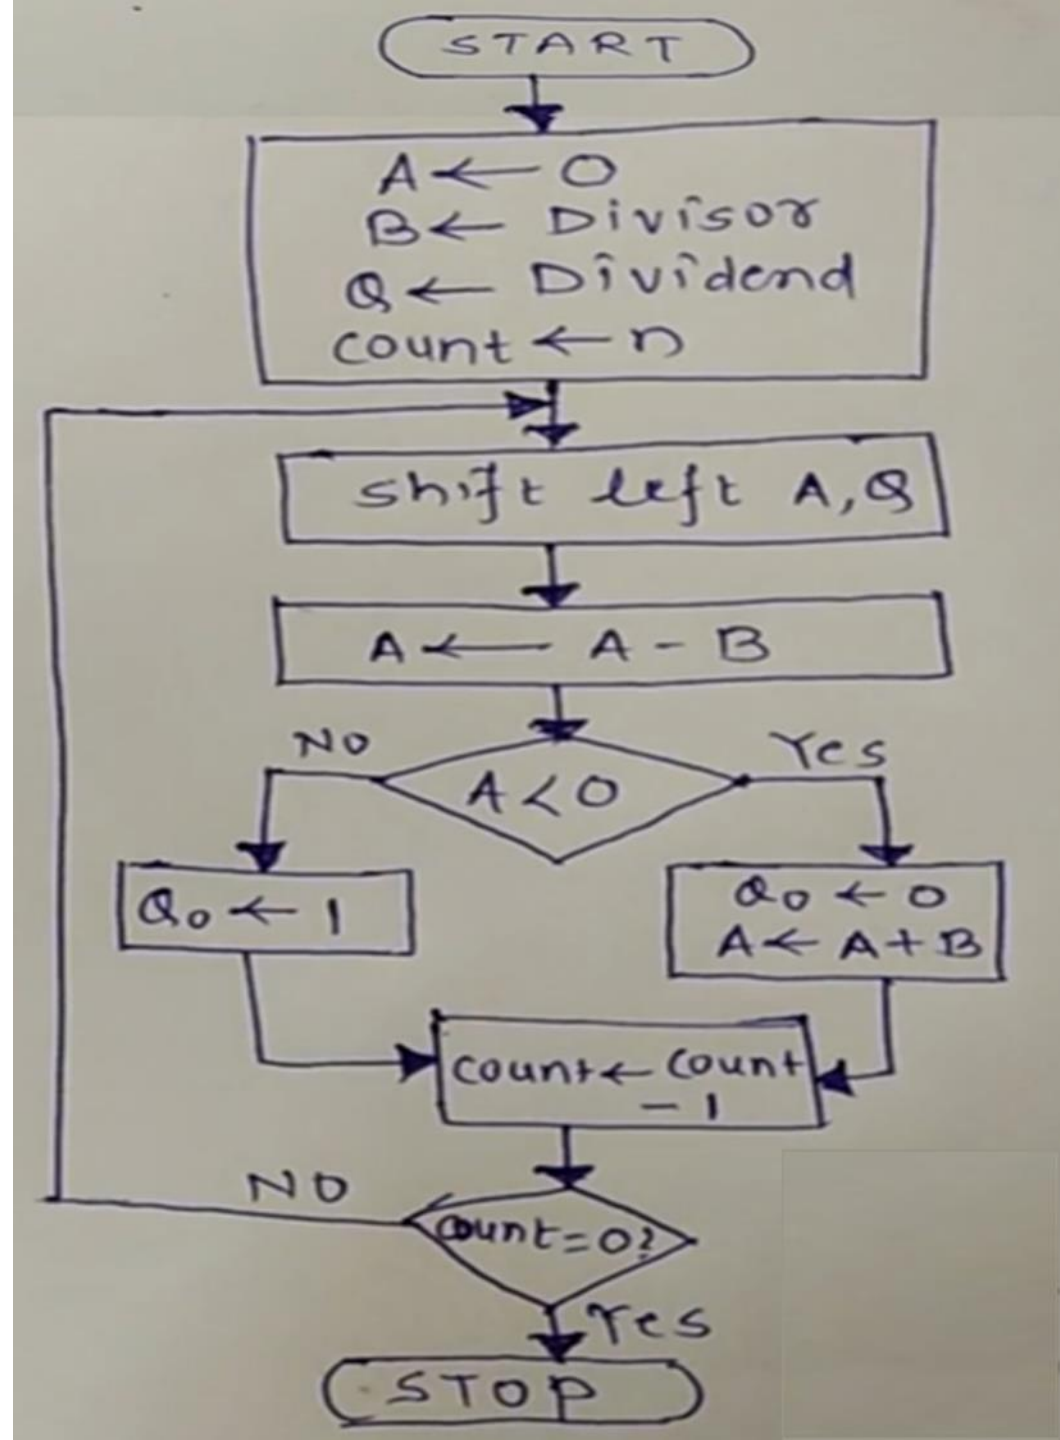 START
A ← 0
B ← Divisor
Q ← Dividend
count ← n
shift left A, Q
A ← A - B
No
Yes
A < 0
Q0 ← 1
Q0 ← 0
A ← A + B
count ← count
- 1
NO
count = 0?
Yes
STOP